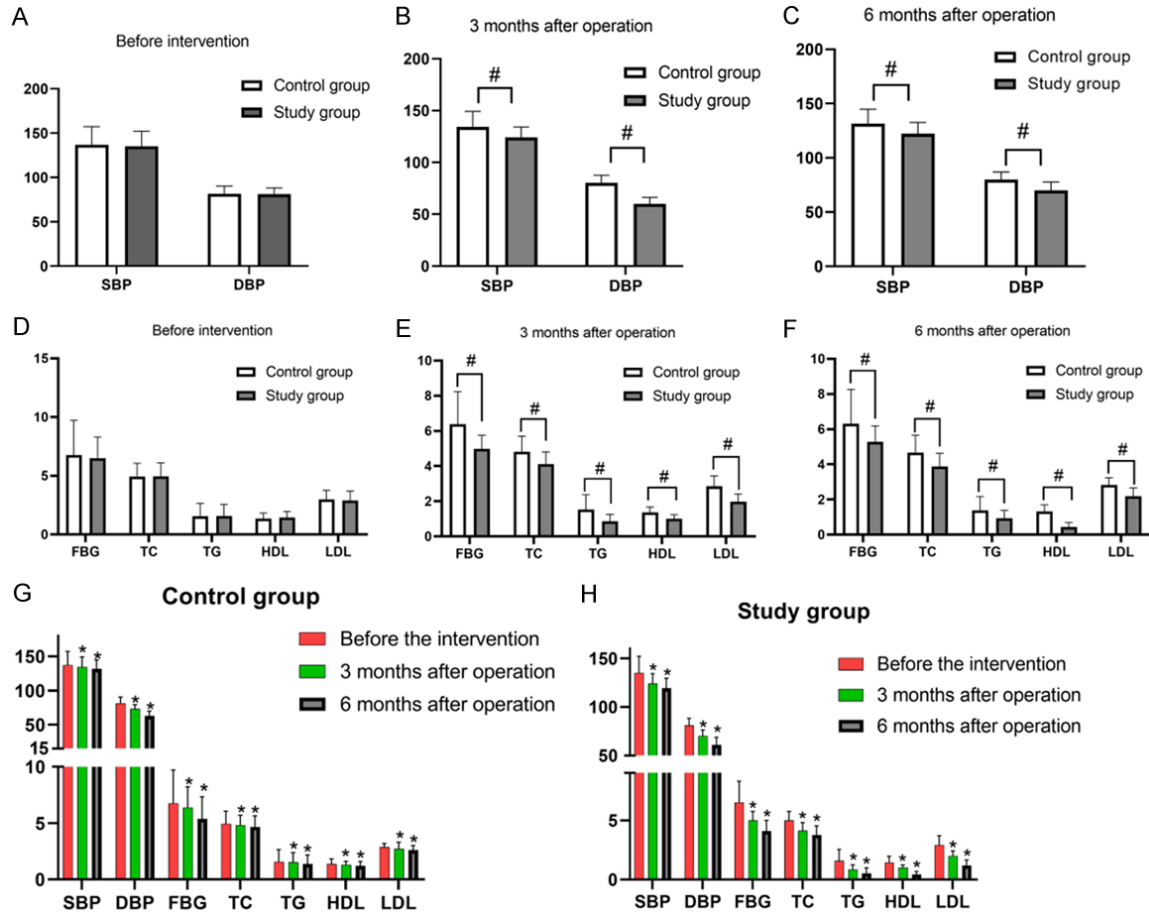 A
Before intervention
200
150
100
50
0
Control group
Study group
SBP
DBP
B
3 months after operation
200
150
100
50
0
Control group
Study group
#
#
SBP
DBP
C
6 months after operation
200
150
100
50
0
Control group
Study group
#
#
SBP
DBP
D
Before intervention
15
10
5
0
Control group
Study group
FBG
TC
TG
HDL
LDL
E
3 months after operation
10
8
6
4
2
0
Control group
Study group
#
#
#
#
#
FBG
TC
TG
HDL
LDL
F
6 months after operation
10
8
6
4
2
0
Control group
Study group
#
#
#
#
#
FBG
TC
TG
HDL
LDL
G
Control group
150
100
50
15
10
5
0
Before the intervention
3 months after operation
6 months after operation
* * * * * * * * * * * * * *
SBP
DBP
FBG
TC
TG
HDL
LDL
H
Study group
150
100
50
5
0
Before the intervention
3 months after operation
6 months after operation
* * * * * * * * * * * * * *
SBP
DBP
FBG
TC
TG
HDL
LDL